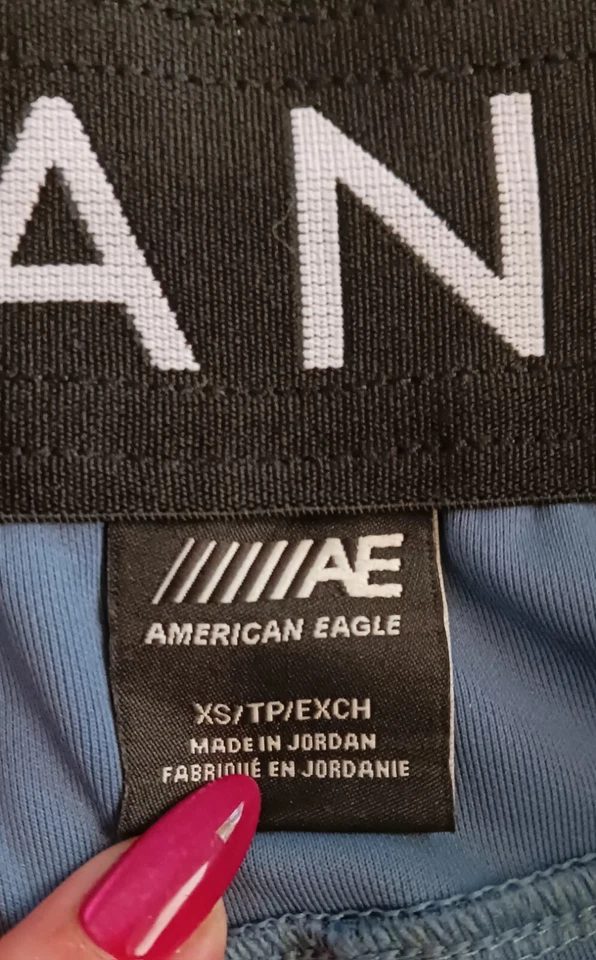 AN
AE
AMERICAN EAGLE
XS/TP/EXCH
MADE IN JORDAN
FABRIQUÉ EN JORDANIE